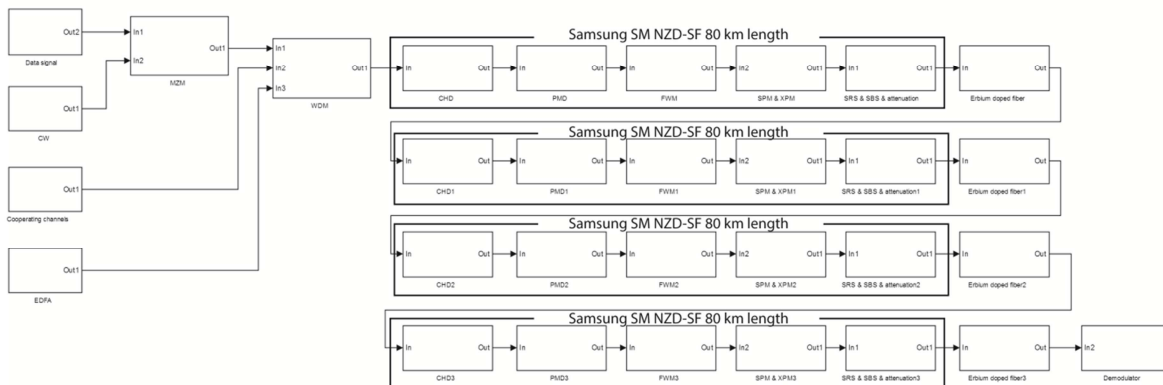 Out2
Data signal
Out1
CW
Out1
Cooperating channels
Out1
EDFA
In1
In2
Out1
MZM
In1
In2
In3
Out1
WDM
Samsung SM NZD-SF 80 km length
In Out In Out In Out In2 Out1 In1 Out In Out
CHD PMD FWM SPM & XPM SRS & SBS & attenuation Erbium doped fiber
Samsung SM NZD-SF 80 km length
In Out In Out In Out In2 Out1 In1 Out In Out
CHD1 PMD1 FWM1 SPM & XPM1 SRS & SBS & attenuation1 Erbium doped fiber1
Samsung SM NZD-SF 80 km length
In Out In Out In Out In2 Out1 In1 Out In Out
CHD2 PMD2 FWM2 SPM & XPM2 SRS & SBS & attenuation2 Erbium doped fiber2
Samsung SM NZD-SF 80 km length
In Out In Out In Out In2 Out1 In1 Out In Out In2
CHD3 PMD3 FWM3 SPM & XPM3 SRS & SBS & attenuation3 Erbium doped fiber3 Demodulator